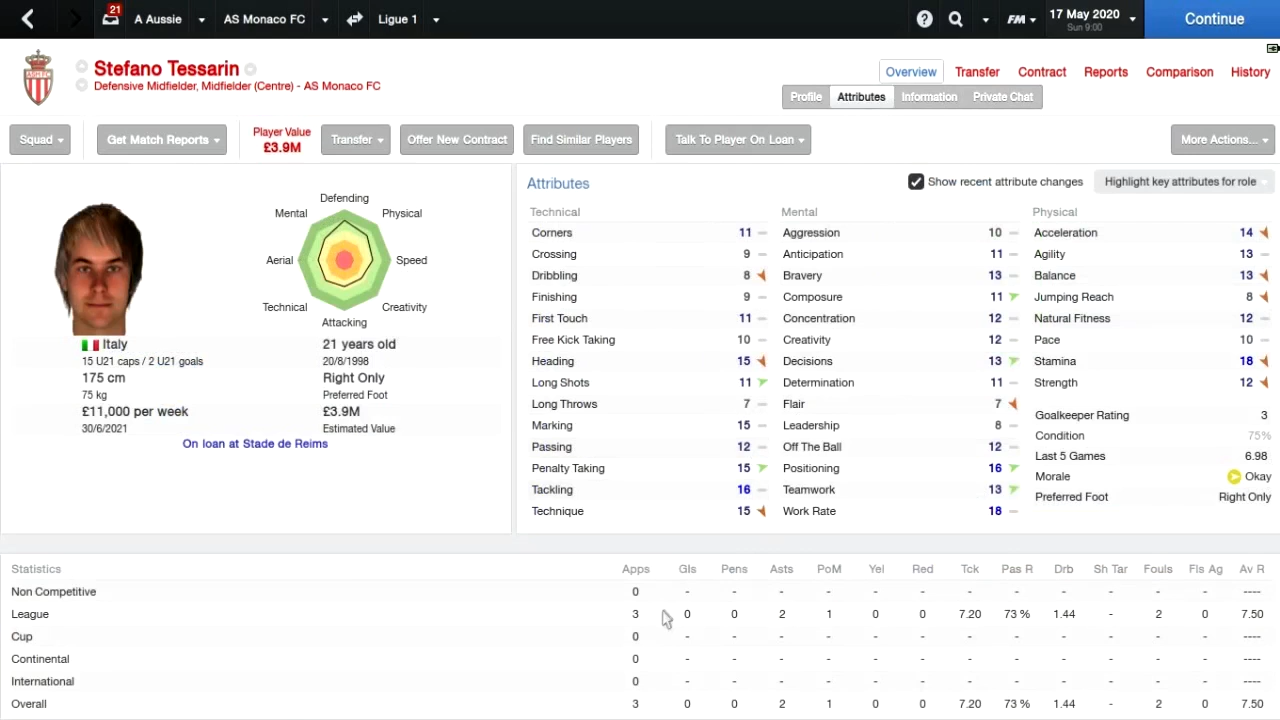 21
A Aussie
AS Monaco FC
Ligue 1
?
FM
17 May 2020
Sun 9:00
Continue
Stefano Tessarin
Defensive Midfielder, Midfielder (Centre) - AS Monaco FC
Overview Transfer Contract Reports Comparison History
Profile Attributes Information Private Chat
Squad
Get Match Reports
Player Value
£3.9M
Transfer
Offer New Contract
Find Similar Players
Talk To Player On Loan
More Actions...
Defending
Mental Physical
Aerial Speed
Technical Creativity
Attacking
Italy
15 U21 caps / 2 U21 goals
175 cm
75 kg
£11,000 per week
30/6/2021
21 years old
20/8/1998
Right Only
Preferred Foot
£3.9M
Estimated Value
On loan at Stade de Reims
Attributes
Show recent attribute changes
Highlight key attributes for role
Technical
Corners 11
Crossing 9
Dribbling 8
Finishing 9
First Touch 11
Free Kick Taking 10
Heading 15
Long Shots 11
Long Throws 7
Marking 15
Passing 12
Penalty Taking 15
Tackling 16
Technique 15
Mental
Aggression 10
Anticipation 11
Bravery 13
Composure 11
Concentration 12
Creativity 12
Decisions 13
Determination 11
Flair 7
Leadership 8
Off The Ball 12
Positioning 16
Teamwork 13
Work Rate 18
Physical
Acceleration 14
Agility 13
Balance 13
Jumping Reach 8
Natural Fitness 12
Pace 10
Stamina 18
Strength 12
Goalkeeper Rating 3
Condition 75%
Last 5 Games 6.98
Morale Okay
Preferred Foot Right Only
Statistics Apps Gls Pens Asts PoM Yel Red Tck Pas R Drb Sh Tar Fouls Fls Ag Av R
Non Competitive 0 - - - - - - - - - - - - ----
League 3 0 0 2 1 0 0 7.20 73 % 1.44 - 2 0 7.50
Cup 0 - - - - - - - - - - - - ----
Continental 0 - - - - - - - - - - - - ----
International 0 - - - - - - - - - - - - ----
Overall 3 0 0 2 1 0 0 7.20 73 % 1.44 - 2 0 7.50